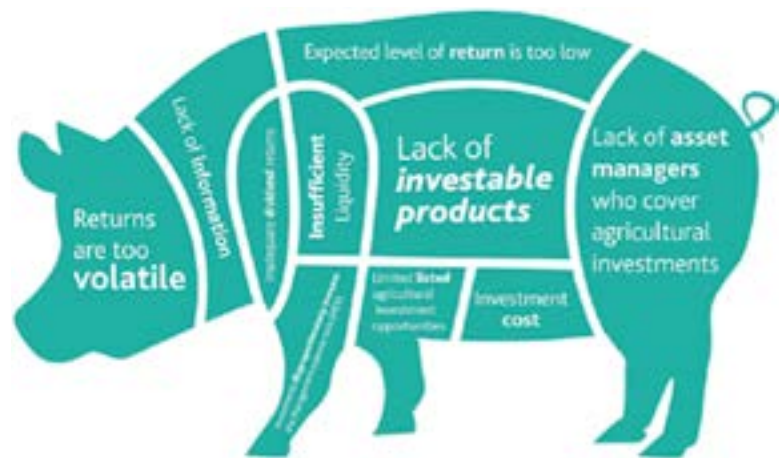 Expected level of return is too low
Lack of Information
Insufficient
Liquidity
Lack of
investable
products
Lack of asset
managers
who cover
agricultural
investments
Returns
are too
volatile
Limited listed
agricultural
investment
opportunities
Investment
cost